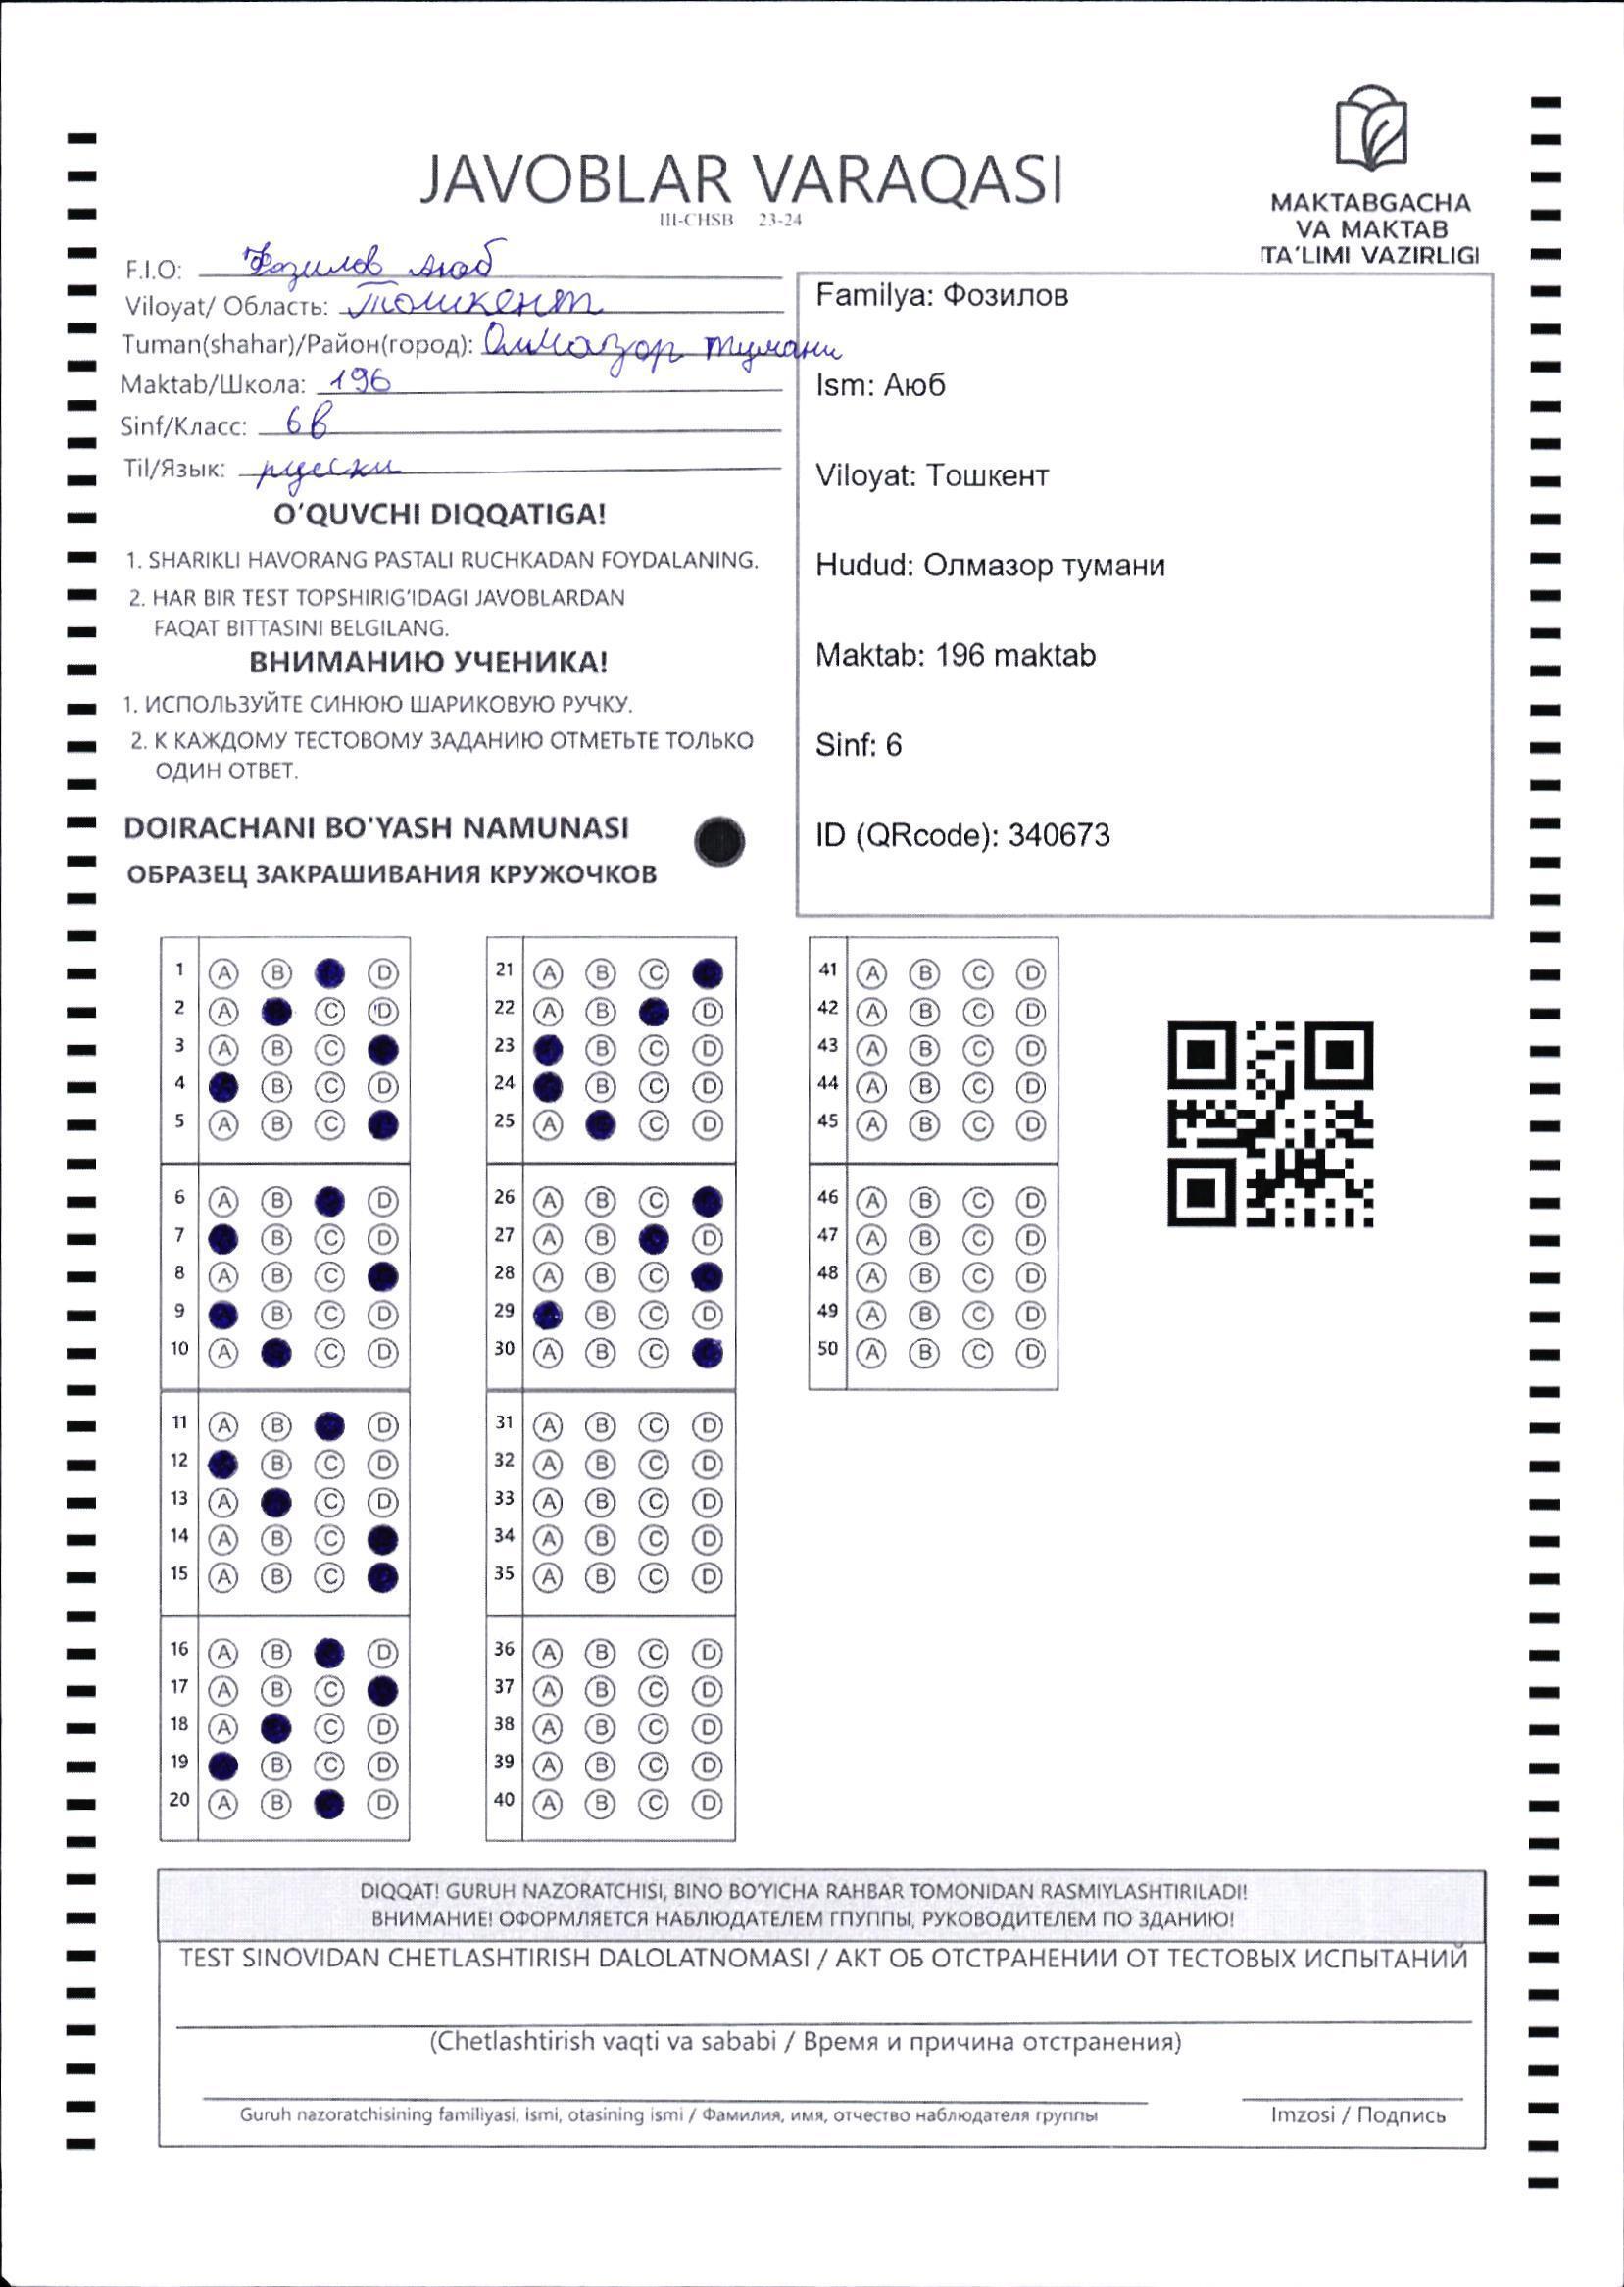 JAVOBLAR VARAQASI
III-CHSB 23-24
MAKTABGACHA
VA MAKTAB
TA'LIMI VAZIRLIGI
F.I.O: Фозилов Аюб
Viloyat/ Область: Тошкент
Tuman(shahar)/Район(город): Олмазор тумани
Maktab/Школа: 196
Sinf/Класс: 6в
Til/Язык: руески
O'QUVCHI DIQQATIGA!
1. SHARIKLI HAVORANG PASTALI RUCHKADAN FOYDALANING.
2. HAR BIR TEST TOPSHIRIG'IDAGI JAVOBLARDAN
FAQAT BITTASINI BELGILANG.
ВНИМАНИЮ УЧЕНИКА!
1. ИСПОЛЬЗУЙТЕ СИНЮЮ ШАРИКОВУЮ РУЧКУ.
2. К КАЖДОМУ ТЕСТОВОМУ ЗАДАНИЮ ОТМЕТЬТЕ ТОЛЬКО
ОДИН ОТВЕТ.
DOIRACHANI BO'YASH NAMUNASI
ОБРАЗЕЦ ЗАКРАШИВАНИЯ КРУЖОЧКОВ
Familya: Фозилов
Ism: Аюб
Viloyat: Тошкент
Hudud: Олмазор тумани
Maktab: 196 maktab
Sinf: 6
ID (QRcode): 340673
1 A B D
2 A C D
3 A B C
4 B C D
5 A B C
6 A B D
7 B C D
8 A B C
9 B C D
10 A C D
11 A B D
12 B C D
13 A C D
14 A B C
15 A B C
16 A B D
17 A B C
18 A C D
19 B C D
20 A B D
21 A B C
22 A B D
23 B C D
24 B C D
25 A C D
26 A B C
27 A B D
28 A B C
29 B C D
30 A B C
31 A B C D
32 A B C D
33 A B C D
34 A B C D
35 A B C D
36 A B C D
37 A B C D
38 A B C D
39 A B C D
40 A B C D
41 A B C D
42 A B C D
43 A B C D
44 A B C D
45 A B C D
46 A B C D
47 A B C D
48 A B C D
49 A B C D
50 A B C D
DIQQAT! GURUH NAZORATCHISI, BINO BO'YICHA RAHBAR TOMONIDAN RASMIYLASHTIRILADI!
ВНИМАНИЕ! ОФОРМЛЯЕТСЯ НАБЛЮДАТЕЛЕМ ГПУППЫ, РУКОВОДИТЕЛЕМ ПО ЗДАНИЮ!
TEST SINOVIDAN CHETLASHTIRISH DALOLATNOMASI / АКТ ОБ ОТСТРАНЕНИИ ОТ ТЕСТОВЫХ ИСПЫТАНИЙ
(Chetlashtirish vaqti va sababi / Время и причина отстранения)
Guruh nazoratchisining familiyasi, ismi, otasining ismi / Фамилия, имя, отчество наблюдателя группы
Imzosi / Подпись